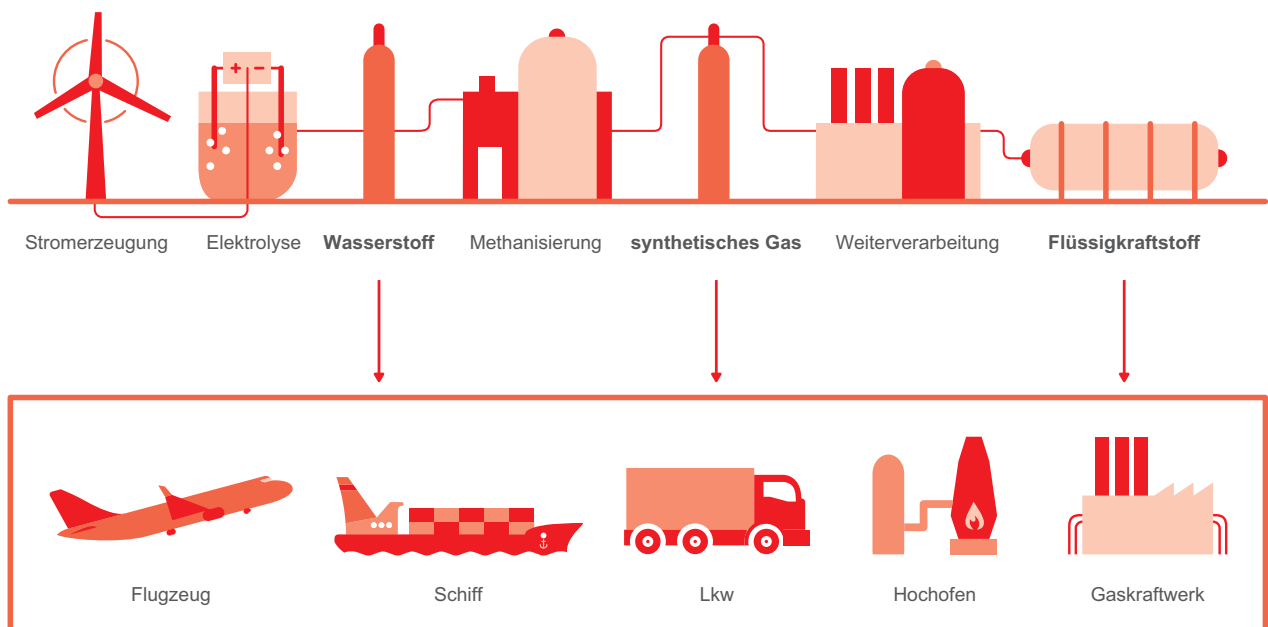 + −
Stromerzeugung
Elektrolyse
Wasserstoff
Methanisierung
synthetisches Gas
Weiterverarbeitung
Flüssigkraftstoff
Flugzeug
Schiff
Lkw
Hochofen
Gaskraftwerk